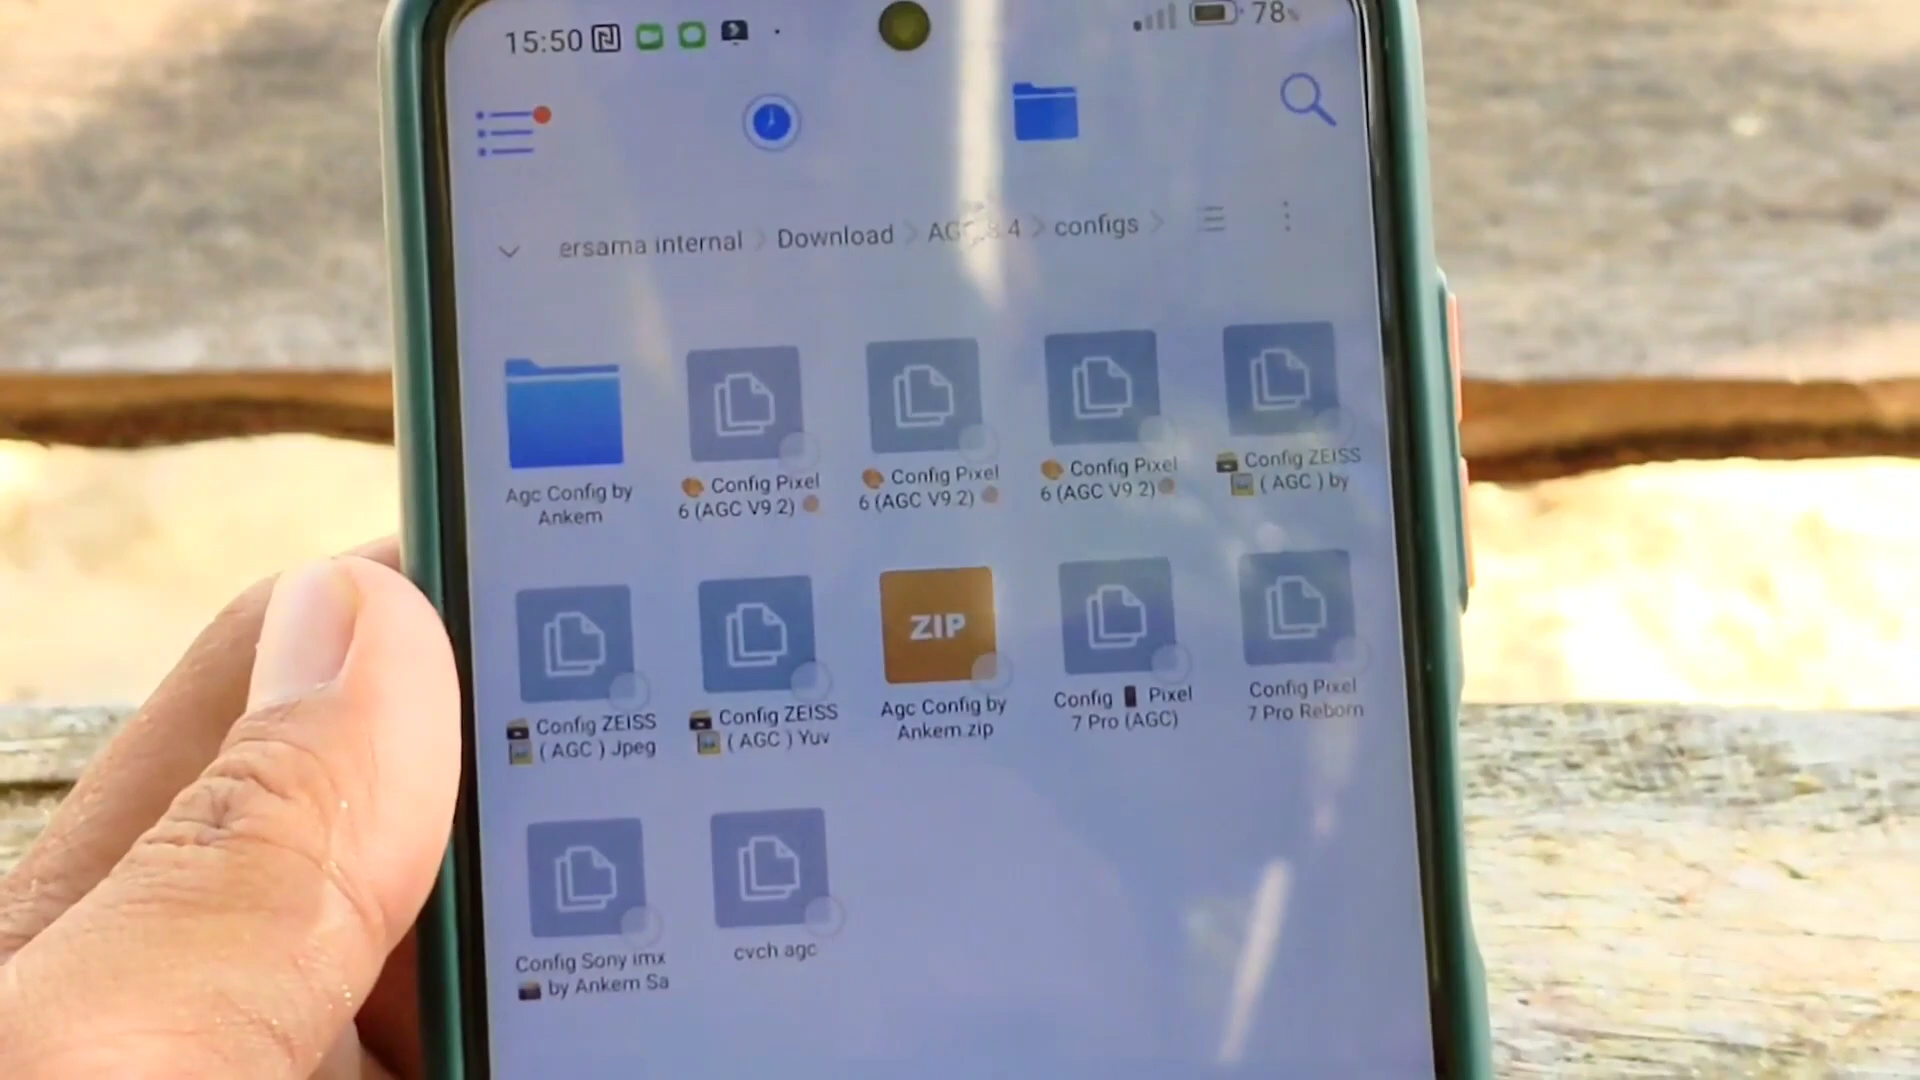 15:50
78%
ersama internal > Download > AGC 8.4 > configs >
Agc Config by
Ankem
Config Pixel
6 (AGC V9.2)
Config Pixel
6 (AGC V9.2)
Config Pixel
6 (AGC V9.2)
Config ZEISS
( AGC ) by
Config ZEISS
( AGC ) Jpeg
Config ZEISS
( AGC ) Yuv
ZIP
Agc Config by
Ankem.zip
Config Pixel
7 Pro (AGC)
Config Pixel
7 Pro Reborn
Config Sony imx
by Ankem Sa
cvch agc